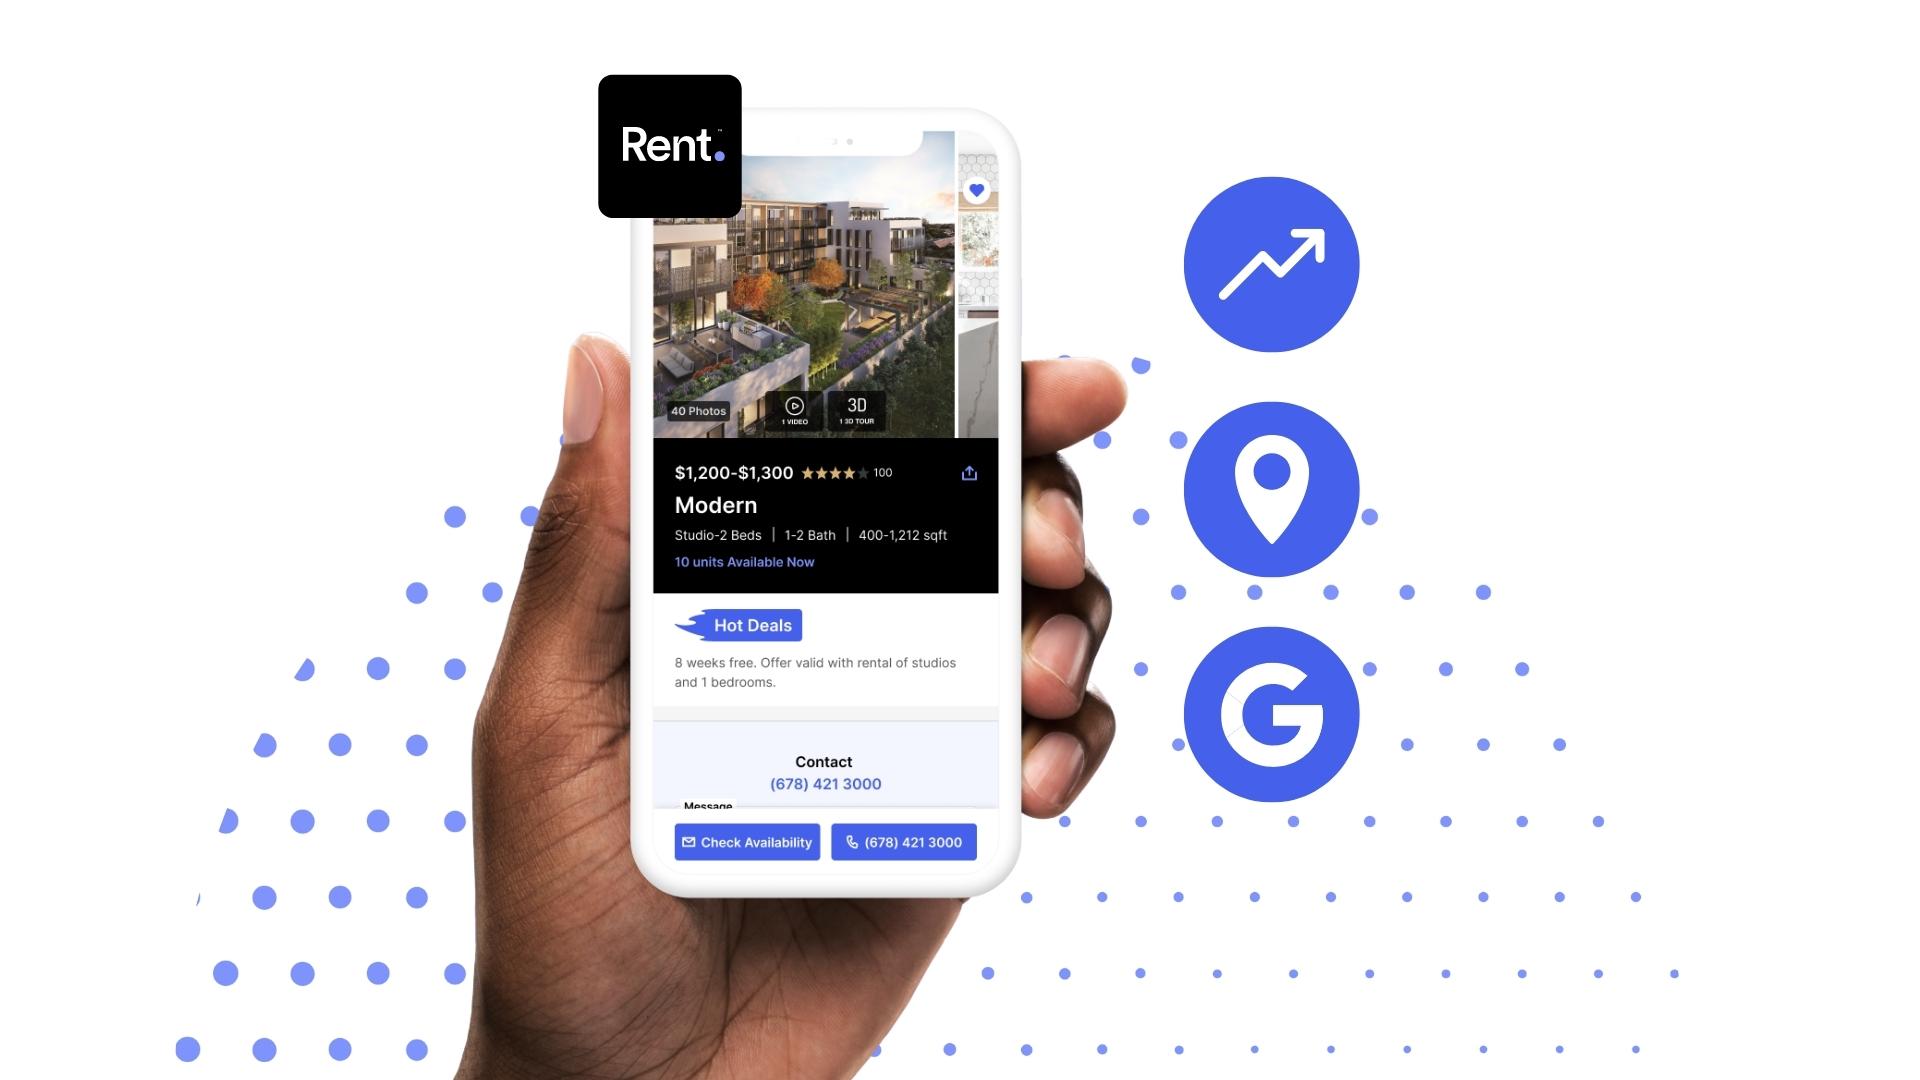 Rent.™
40 Photos
1 VIDEO
3D
1 3D TOUR
$1,200-$1,300 100
Modern
Studio-2 Beds | 1-2 Bath | 400-1,212 sqft
10 units Available Now
Hot Deals
8 weeks free. Offer valid with rental of studios
and 1 bedrooms.
Contact
(678) 421 3000
Message
Check Availability
(678) 421 3000
G